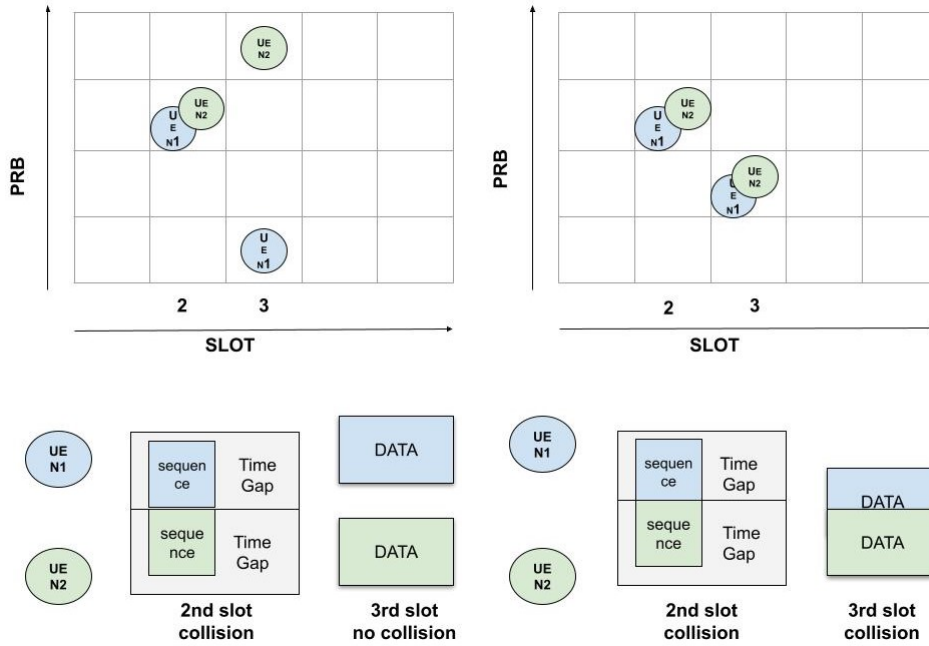 UE
N2
UE
N2
U
E
N1
U
E
N1
PRB
2
3
SLOT
UE
N2
U
E
N1
UE
N2
U
E
N1
PRB
2
3
SLOT
UE
N1
UE
N2
sequen
ce
Time
Gap
seque
nce
Time
Gap
DATA
DATA
2nd slot
collision
3rd slot
no collision
UE
N1
UE
N2
sequen
ce
Time
Gap
seque
nce
Time
Gap
DATA
DATA
2nd slot
collision
3rd slot
collision